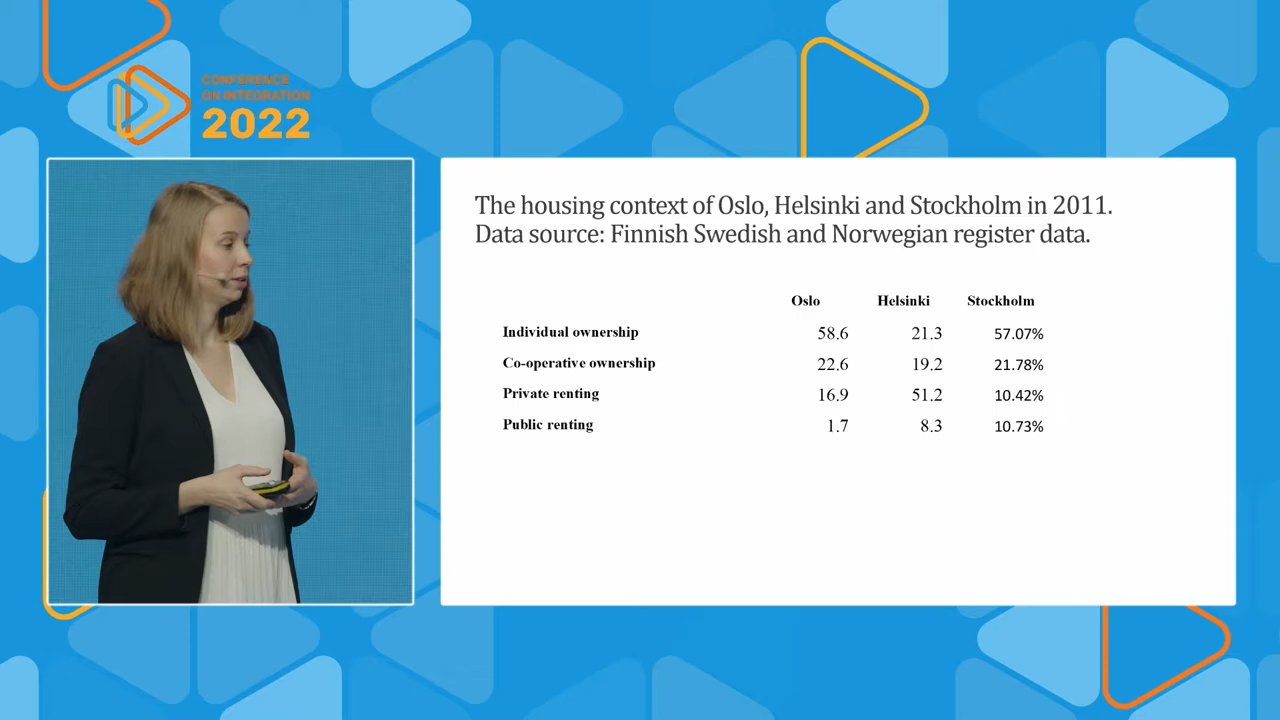 CONFERENCE
ON INTEGRATION
2022
The housing context of Oslo, Helsinki and Stockholm in 2011.
Data source: Finnish Swedish and Norwegian register data.
Oslo Helsinki Stockholm
Individual ownership 58.6 21.3 57.07%
Co-operative ownership 22.6 19.2 21.78%
Private renting 16.9 51.2 10.42%
Public renting 1.7 8.3 10.73%